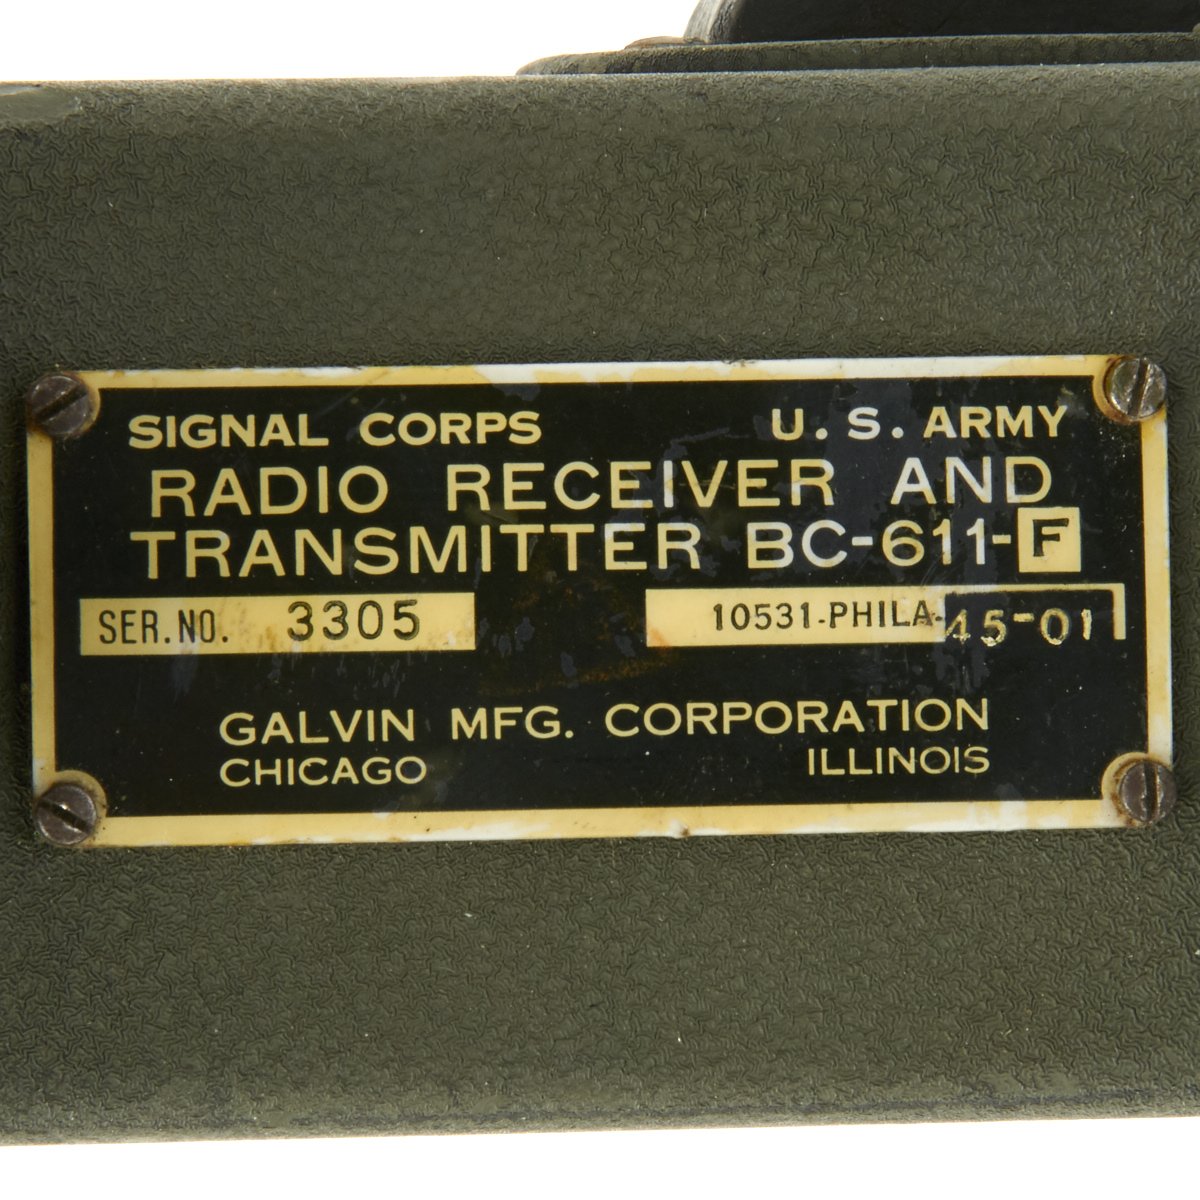 SIGNAL CORPS U. S. ARMY
RADIO RECEIVER AND
TRANSMITTER BC-611-F
SER. NO. 3305 10531-PHILA-45-01
GALVIN MFG. CORPORATION
CHICAGO ILLINOIS